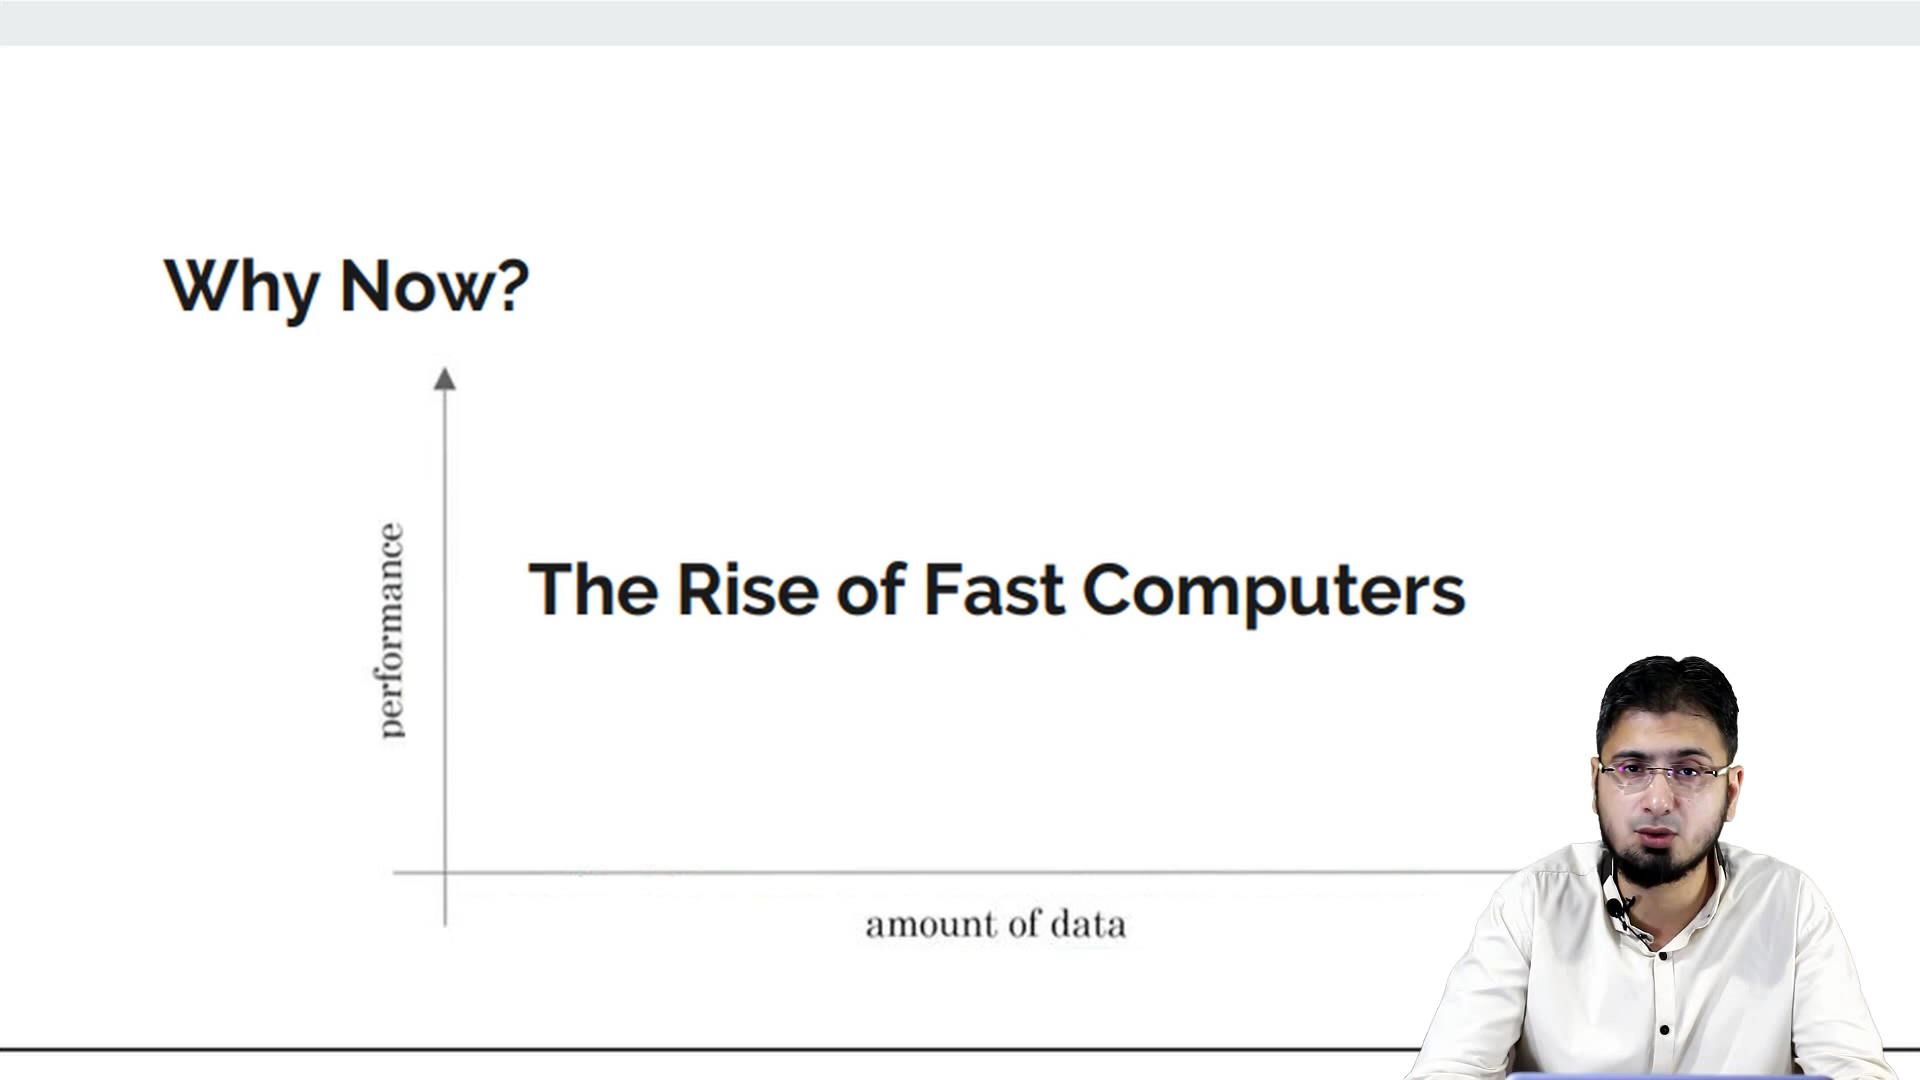 Why Now?
performance
The Rise of Fast Computers
amount of data